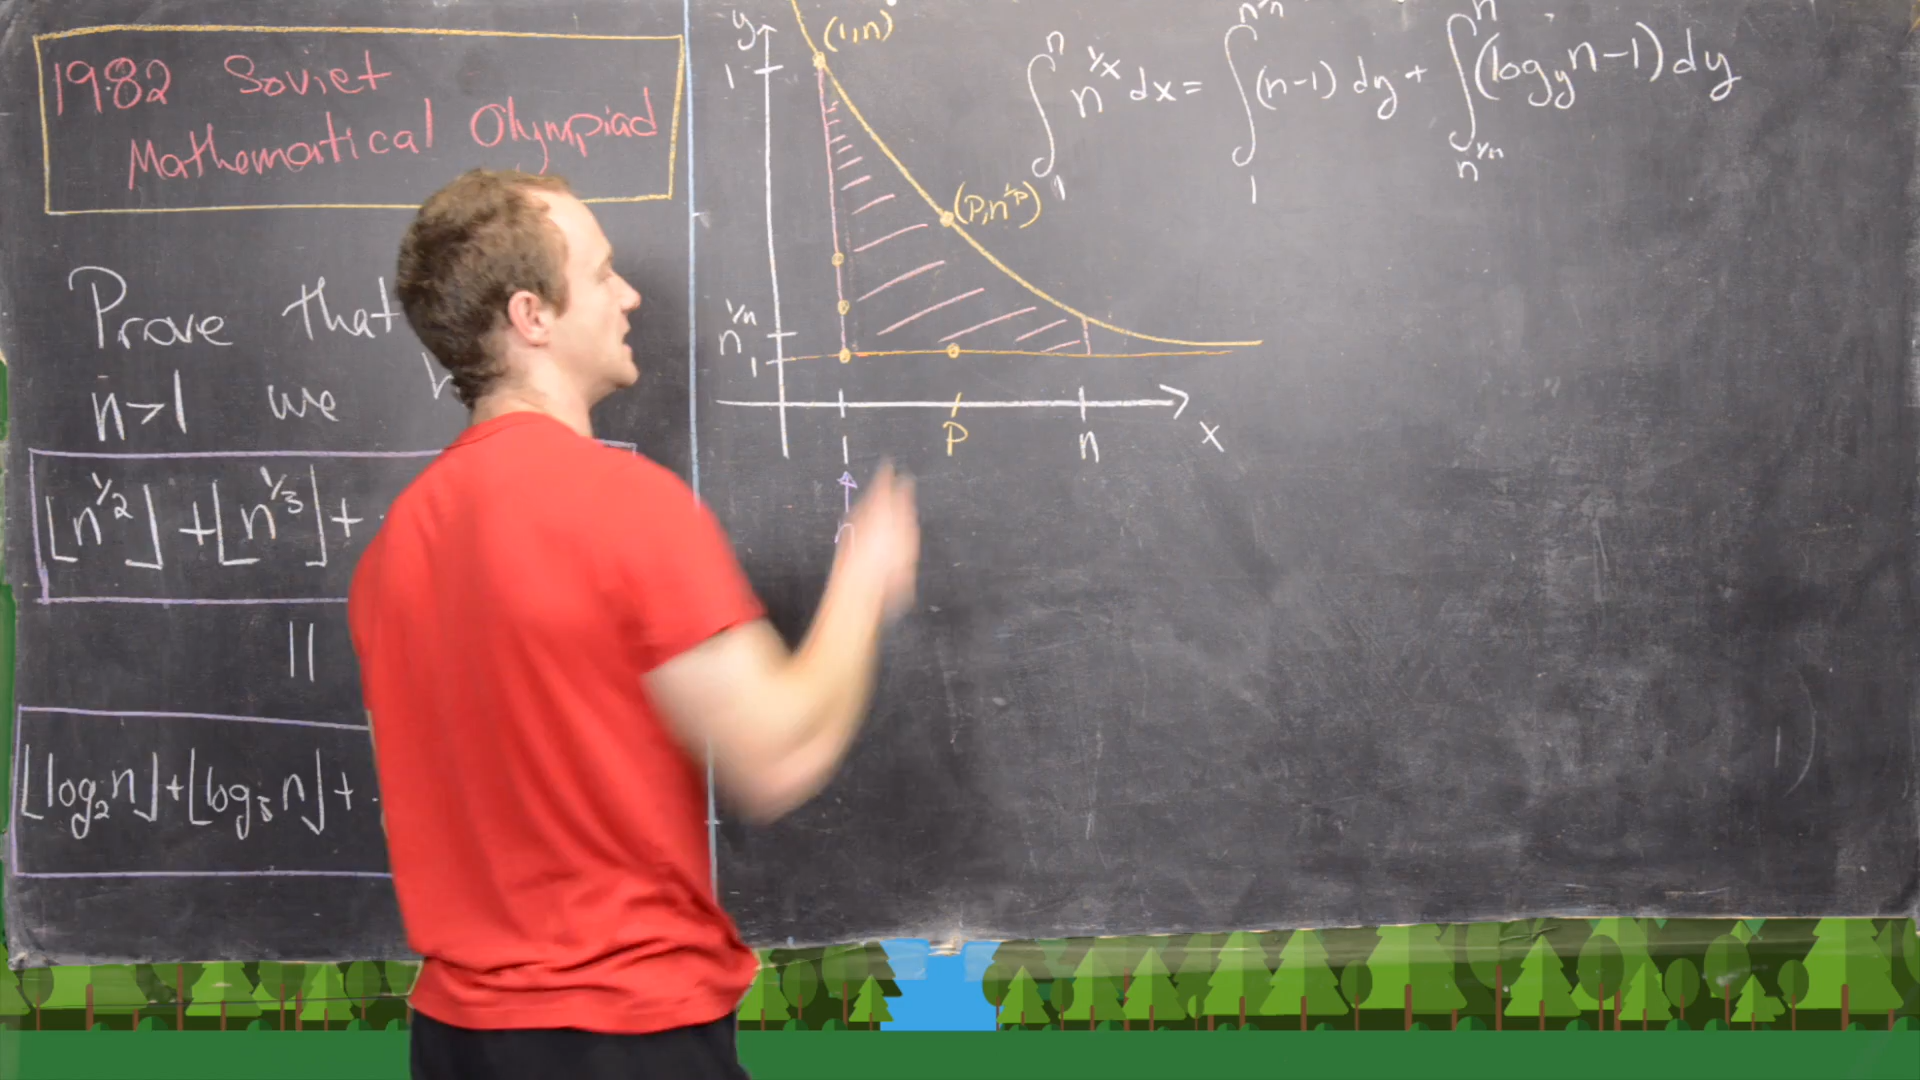 1982 Soviet
Mathematical Olympiad
Prove that
n>1 we
⌊n^{1/2}⌋+⌊n^{1/3}⌋+
||
⌊log₂n⌋+⌊log₃n⌋+
y
(1,n)
1
(p,n^{1/p})
n^{1/n}
1
1
p
n
x
∫₁ⁿ n^{1/x} dx = ∫₁^{n^{1/n}} (n-1) dy + ∫_{n^{1/n}}^n (log_y n-1) dy